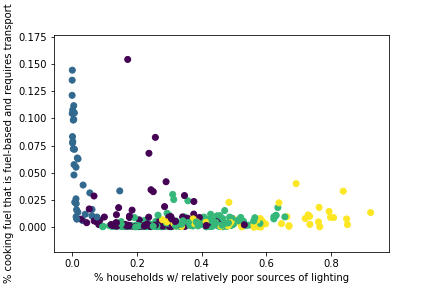 % cooking fuel that is fuel-based and requires transport
0.175
0.150
0.125
0.100
0.075
0.050
0.025
0.000
0.0 0.2 0.4 0.6 0.8
% households w/ relatively poor sources of lighting